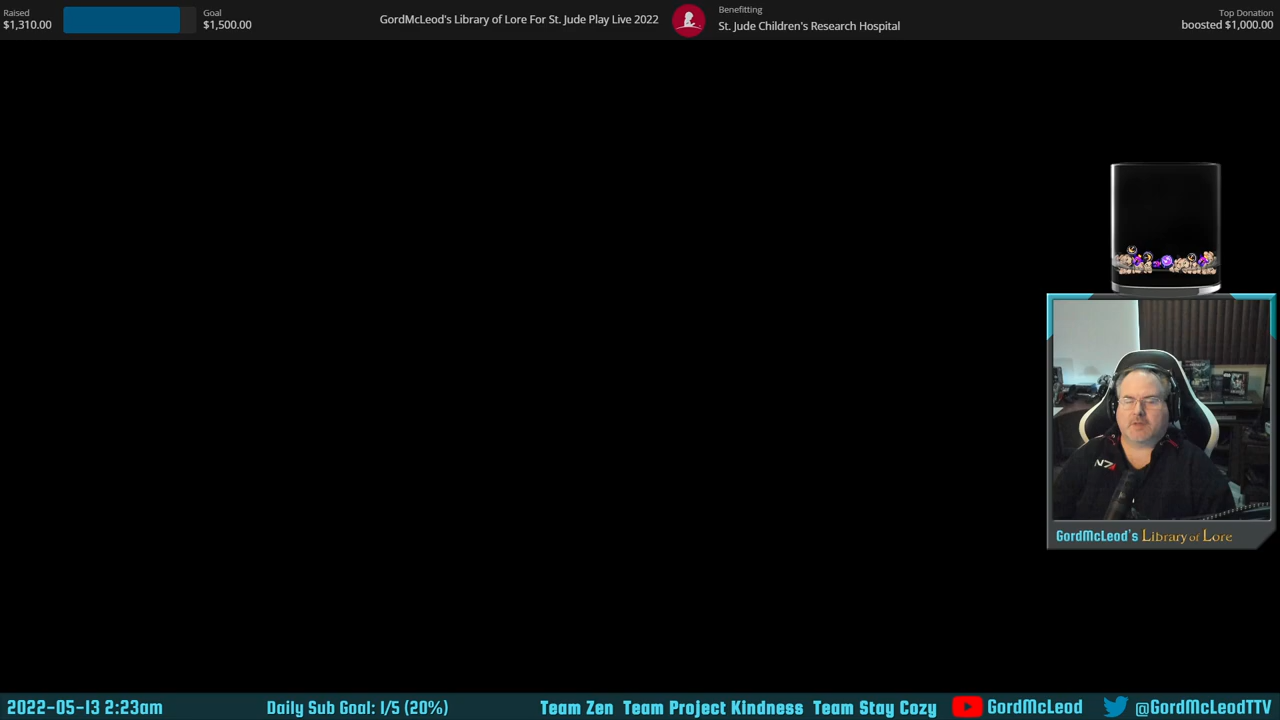 Raised
$1,310.00
Goal
$1,500.00
GordMcLeod's Library of Lore For St. Jude Play Live 2022
Benefitting
St. Jude Children's Research Hospital
Top Donation
boosted $1,000.00
N7
GordMcLeod's Library of Lore
2022-05-13 2:23am
Daily Sub Goal: 1/5 (20%)
Team Zen Team Project Kindness Team Stay Cozy
GordMcLeod
@GordMcLeodTTV